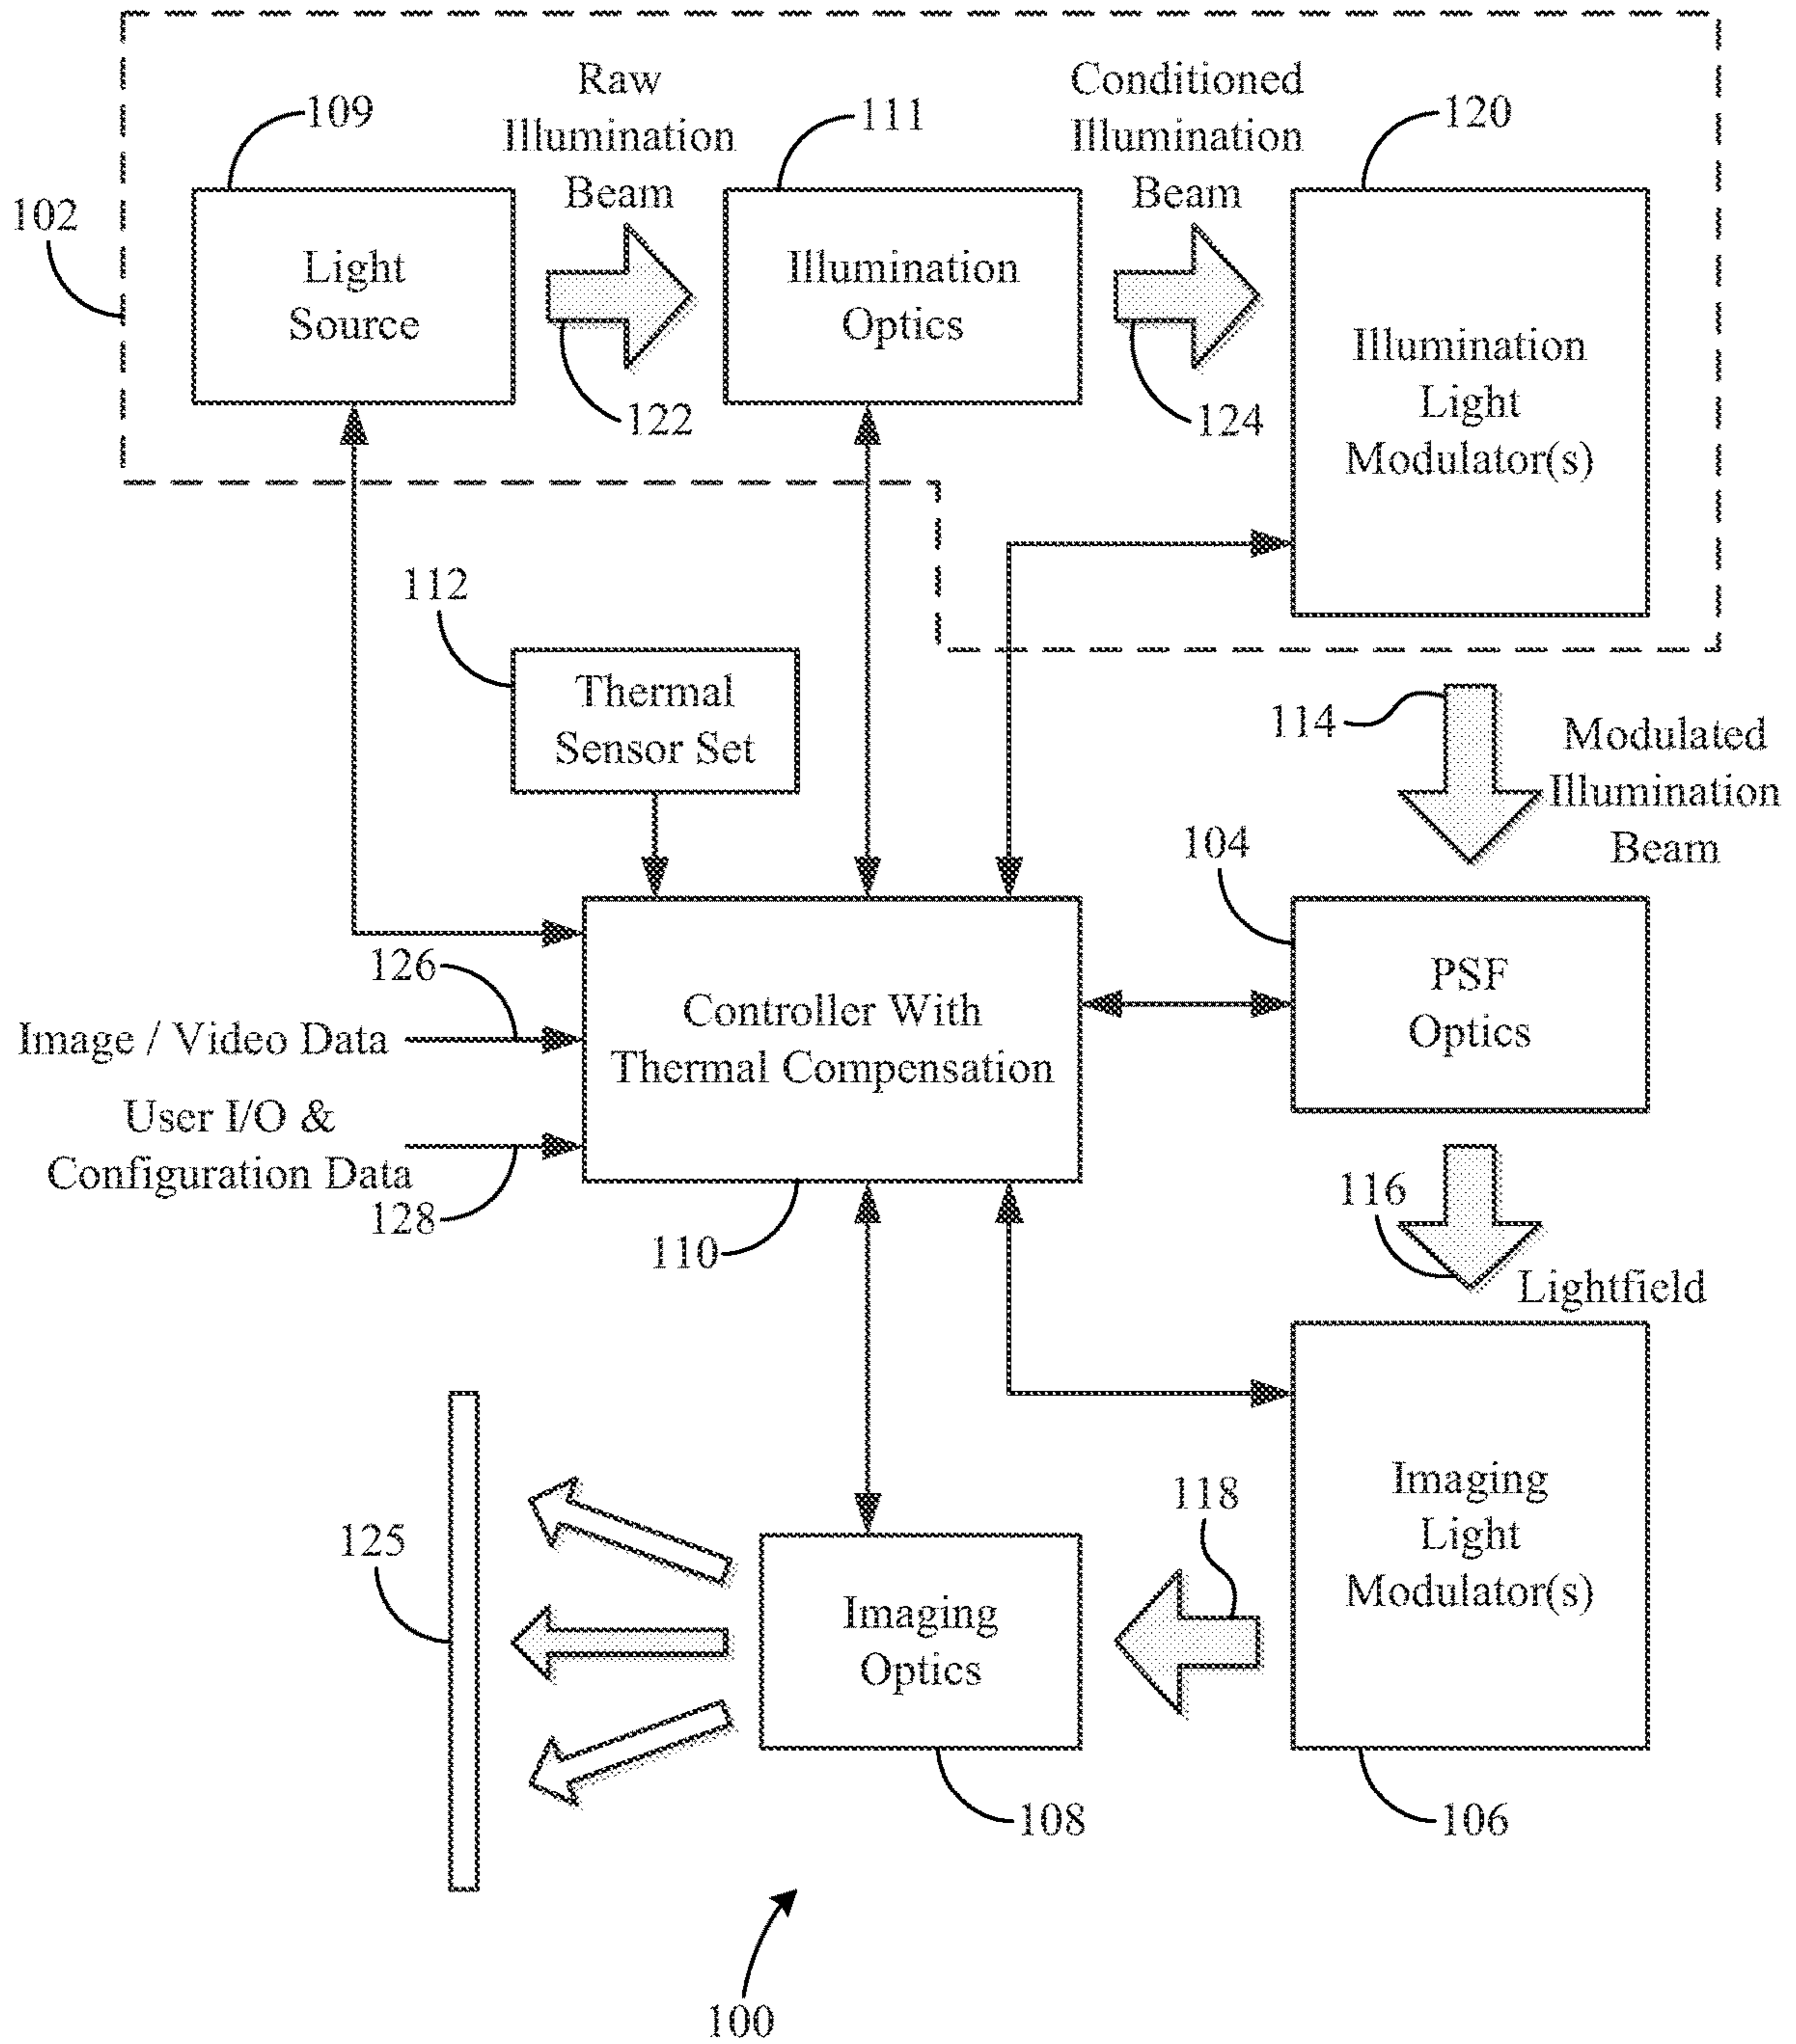 Raw
Illumination
Beam
Conditioned
Illumination
Beam
109
111
120
102
Light
Source
Illumination
Optics
Illumination
Light
Modulator(s)
122
124
112
Thermal
Sensor Set
114
Modulated
Illumination
Beam
104
126
Image / Video Data
Controller With
Thermal Compensation
PSF
Optics
User I/O &
Configuration Data
128
110
116
Lightfield
118
Imaging
Light
Modulator(s)
125
Imaging
Optics
108
106
100